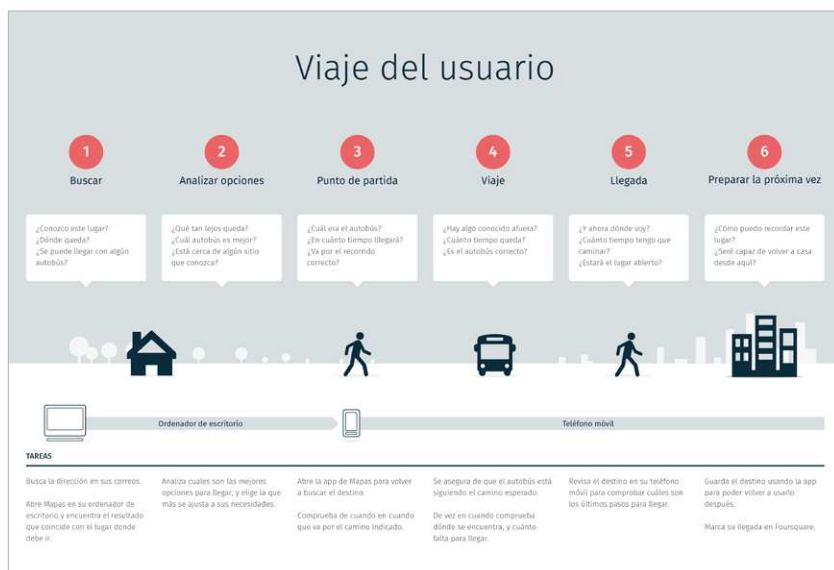 Viaje del usuario
1
Buscar
2
Analizar opciones
3
Punto de partida
4
Viaje
5
Llegada
6
Preparar la próxima vez
¿Conozco este lugar?
¿Dónde queda?
¿Se puede llegar con algún
autobús?
¿Qué tan lejos queda?
¿Cuál autobús es mejor?
¿Está cerca de algún sitio
que conozca?
¿Cuál era el autobús?
¿En cuánto tiempo llegará?
¿Va por el recorrido
correcto?
¿Hay algo conocido afuera?
¿Cuánto tiempo queda?
¿Es el autobús correcto?
¿Y ahora dónde voy?
¿Cuánto tiempo tengo que
caminar?
¿Estará el lugar abierto?
¿Cómo puedo recordar este
lugar?
¿Seré capaz de volver a casa
desde aquí?
Ordenador de escritorio
Teléfono móvil
TAREAS
Busca la dirección en sus correos.
Abre Mapas en su ordenador de
escritorio y encuentra el resultado
que coincide con el lugar donde
debe ir.
Analiza cuales son las mejores
opciones para llegar, y elige la que
más se ajusta a sus necesidades.
Abre la app de Mapas para volver
a buscar el destino.
Comprueba de cuando en cuando
que va por el camino indicado.
Se asegura de que el autobús está
siguiendo el camino esperado.
De vez en cuando comprueba
dónde se encuentra, y cuánto
falta para llegar.
Revisa el destino en su teléfono
móvil para comprobar cuáles son
los últimos pasos para llegar.
Guarda el destino usando la app
para poder volver a usarlo
después.
Marca su llegada en Foursquare.